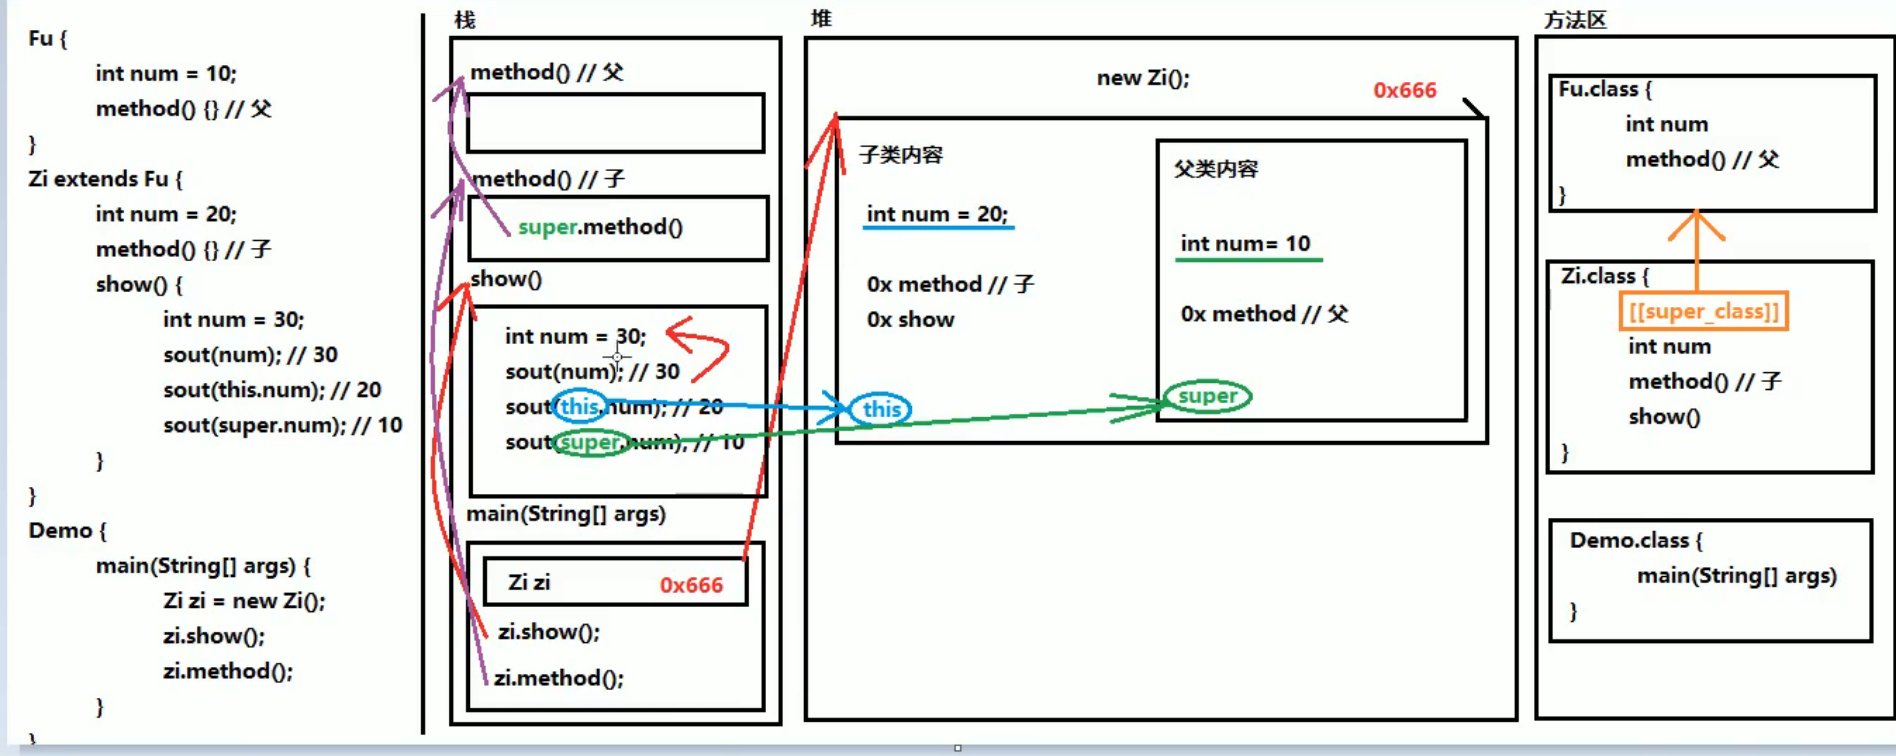 Fu {
int num = 10;
method() {} // 父
}
Zi extends Fu {
int num = 20;
method() {} // 子
show() {
int num = 30;
sout(num); // 30
sout(this.num); // 20
sout(super.num); // 10
}
}
Demo {
main(String[] args) {
Zi zi = new Zi();
zi.show();
zi.method();
}
}
栈
method() // 父
method() // 子
super.method()
show()
int num = 30;
sout(num); // 30
sout(this.num); // 20
sout(super.num); // 10
main(String[] args)
Zi zi 0x666
zi.show();
zi.method();
堆
new Zi();
0x666
子类内容
int num = 20;
0x method // 子
0x show
this
父类内容
int num= 10
0x method // 父
super
方法区
Fu.class {
int num
method() // 父
}
Zi.class {
[[super_class]]
int num
method() // 子
show()
}
Demo.class {
main(String[] args)
}